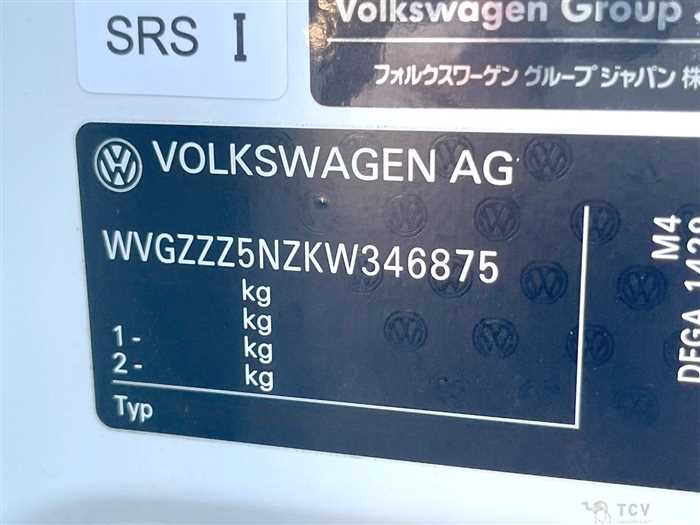 SRS I
Volkswagen Group
フォルクスワーゲン グループ ジャパン 株
VOLKSWAGEN AG
WVGZZZ5NZKW346875
kg
kg
1- kg
2- kg
Typ
M4
DFGA
TCV